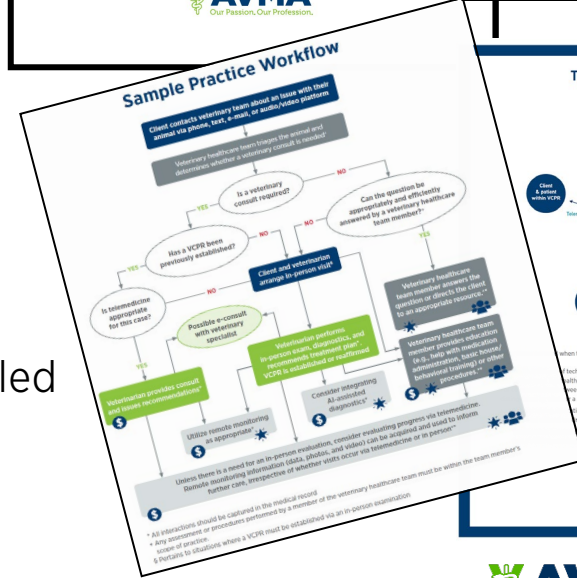 AVMA
Our Passion. Our Profession.
Sample Practice Workflow
Client contacts veterinary team about an issue with their
animal via phone, text, e-mail, or audio/video platform
Veterinary healthcare team triages the animal and
determines whether a veterinary consult is needed
Is a veterinary
consult required?
YES
NO
Can the question be
appropriately and efficiently
answered by a veterinary healthcare
team member?
Has a VCPR been
previously established?
NO
NO
YES
YES
Client and veterinarian
arrange in-person visit
Is telemedicine
appropriate
for this case?
NO
YES
Possible e-consult
with veterinary
specialist
Veterinary healthcare
team member answers the
question or directs the client
to an appropriate resource.
Veterinarian performs
in-person exam, diagnostics, and
recommends treatment plan
VCPR is established or reaffirmed
Veterinary healthcare team
member provides education
(e.g., help with medication
administration, basic house/
behavioral training) or other
procedures.
Veterinarian provides consult
and issues recommendations
$
Utilize remote monitoring
as appropriate
$
Consider integrating
AI-assisted
diagnostics
$
Unless there is a need for an in-person evaluation, consider evaluating progress via telemedicine.
Remote monitoring information (data, photos, and video) can be acquired and used to inform
further care, irrespective of whether visits occur via telemedicine or in person
$
* All interactions should be captured in the medical record
+ Any assessment or procedures performed by a member of the veterinary healthcare team must be within the team member's
scope of practice.
§ Pertains to situations where a VCPR must be established via an in-person examination
led
T
Client
& patient
within VCPR